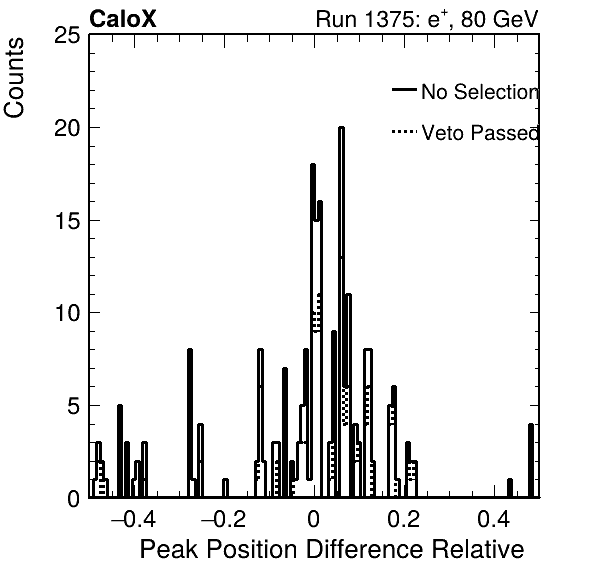 CaloX Run 1375: e+, 80 GeV
Counts
25
No Selection
20
Veto Passed
15
10
5
0
−0.4 −0.2 0 0.2 0.4
Peak Position Difference Relative